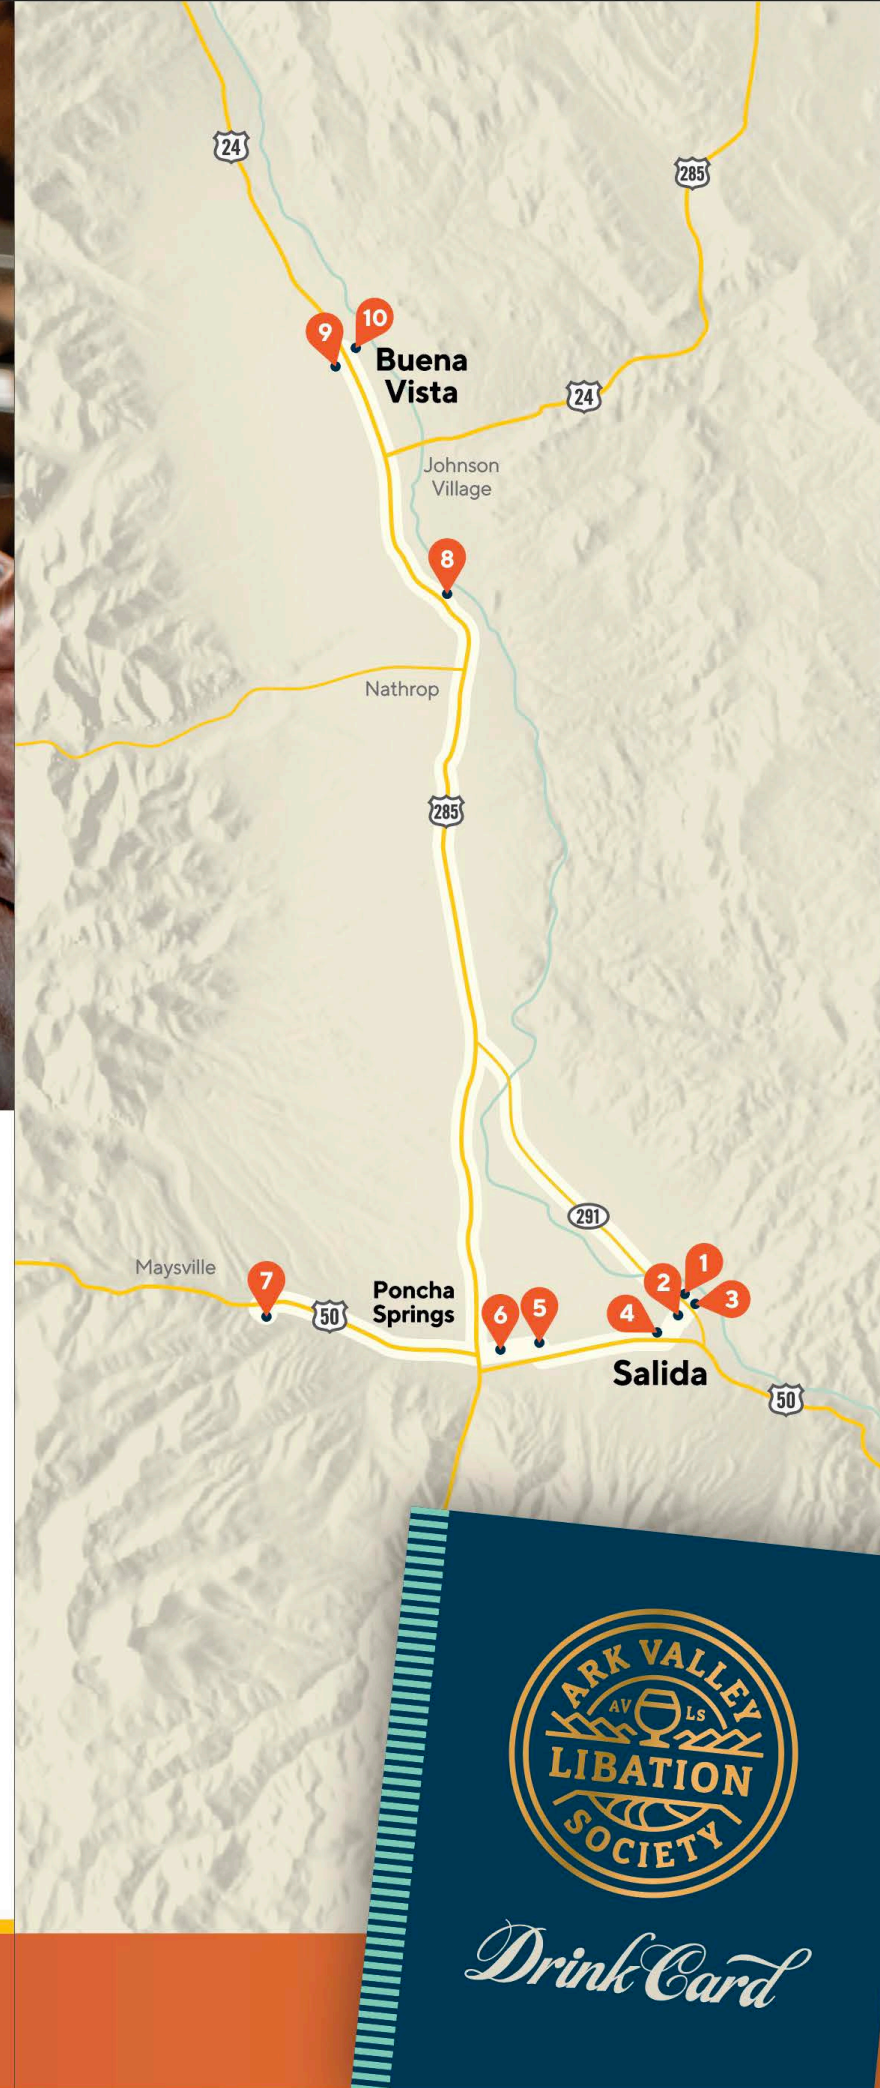 24
285
9
10
Buena
Vista
24
Johnson
Village
8
Nathrop
285
291
1
2
3
Maysville
7
Poncha
Springs
50
6
5
4
Salida
50
ARK VALLEY
AV LS
LIBATION
SOCIETY
Drink Card